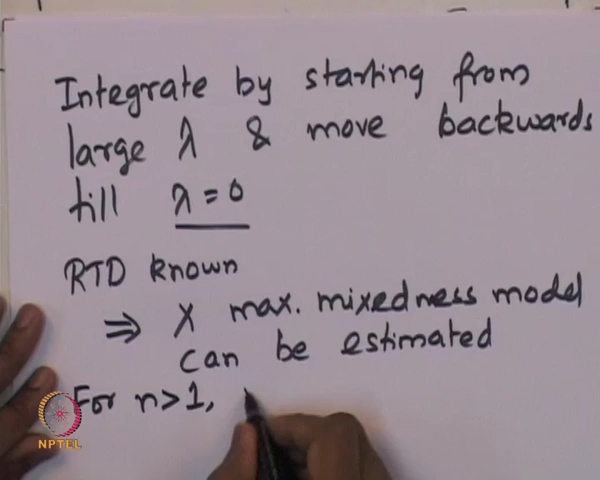 Integrate by starting from
large λ & move backwards
till λ = 0
RTD known
⇒ X max. mixedness model
can be estimated
For n>1,
NPTEL